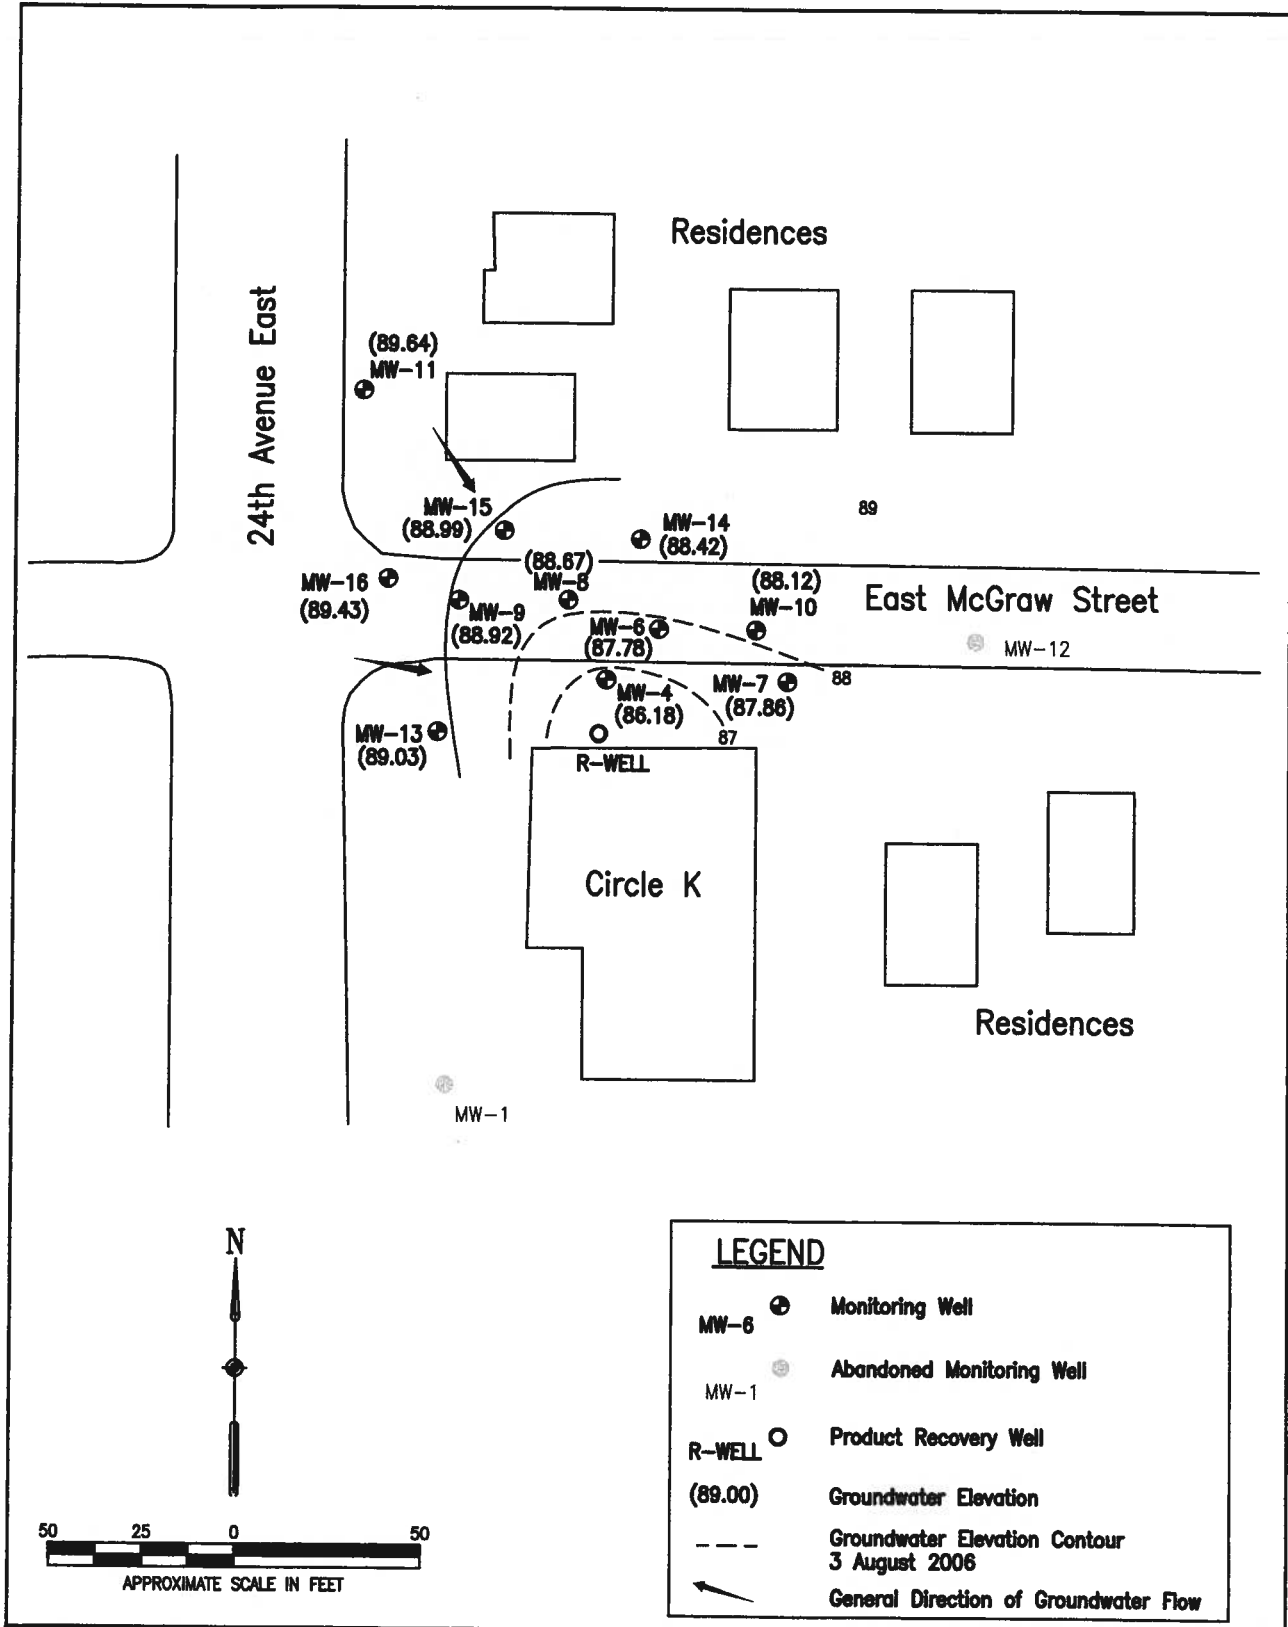 Residences
24th Avenue East
(89.64)
MW-11
MW-15
(88.99)
89
MW-14
(88.42)
(88.67)
MW-8
MW-16
(89.43)
(88.12)
MW-10
East McGraw Street
MW-9
(88.92)
MW-6
(87.78)
MW-12
88
MW-4
(86.18)
MW-7
(87.86)
MW-13
(89.03)
87
R-WELL
Circle K
Residences
MW-1
N
LEGEND
MW-6 Monitoring Well
MW-1 Abandoned Monitoring Well
R-WELL Product Recovery Well
(89.00) Groundwater Elevation
Groundwater Elevation Contour
3 August 2006
General Direction of Groundwater Flow
50 25 0 50
APPROXIMATE SCALE IN FEET